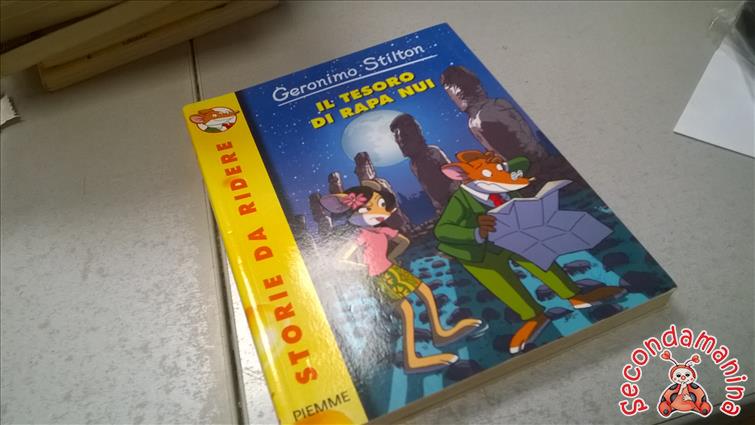 Geronimo Stilton
IL TESORO
DI RAPA NUI
STORIE DA RIDERE
PIEMME
secondamanina